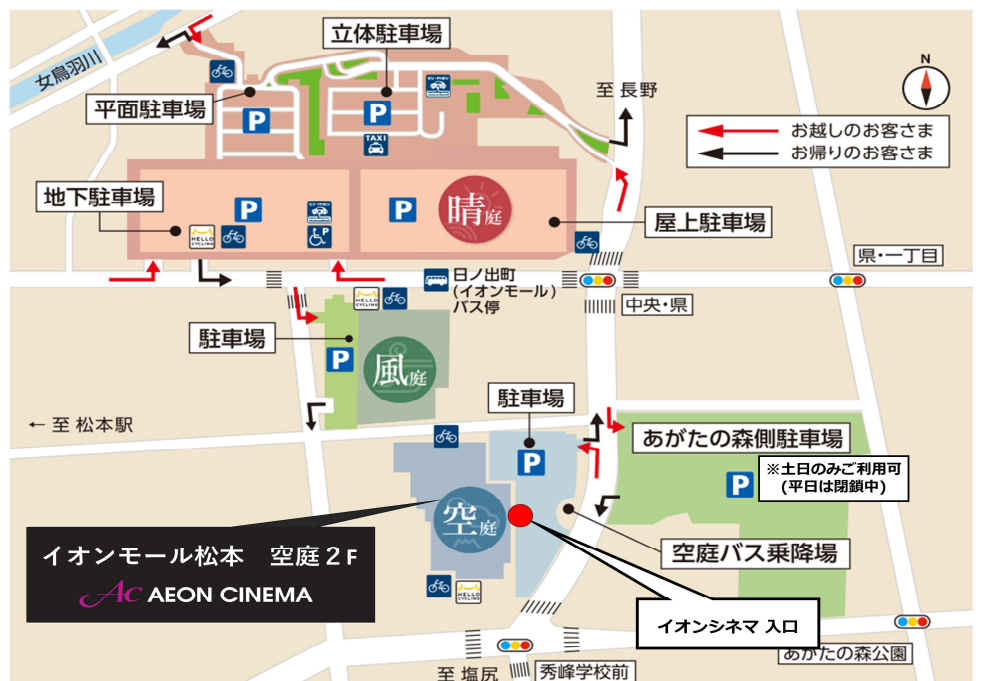 女鳥羽川
立体駐車場
平面駐車場
P
EV・PHEV
P
TAXI
至 長野
N
お越しのお客さま
お帰りのお客さま
地下駐車場
P
P
晴庭
屋上駐車場
HELLO CYCLING
P
県・一丁目
日ノ出町
(イオンモール)
バス停
中央・県
HELLO CYCLING
駐車場
P
風庭
駐車場
← 至 松本駅
P
あがたの森側駐車場
P
※土日のみご利用可
(平日は閉鎖中)
空庭
イオンモール松本 空庭2F
Ac AEON CINEMA
空庭バス乗降場
HELLO CYCLING
イオンシネマ 入口
あがたの森公園
至 塩尻
秀峰学校前